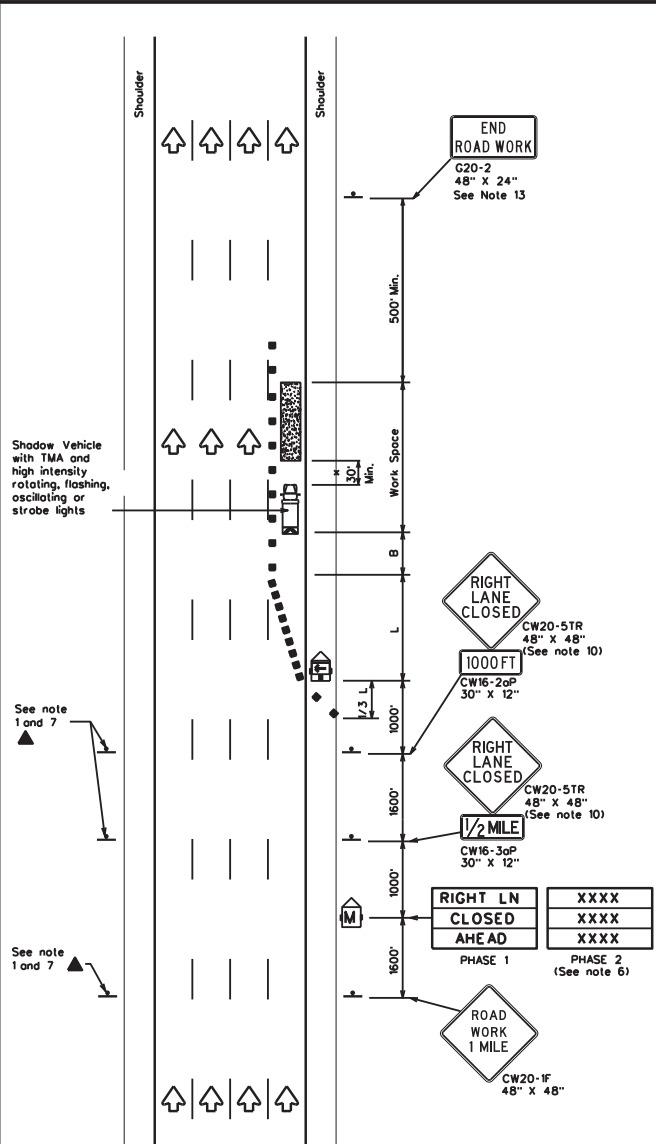 Shoulder
Shoulder
END
ROAD WORK
G20-2
48" X 24"
See Note 13
500' Min.
Shadow Vehicle
with TMA and
high intensity
rotating, flashing,
oscillating or
strobe lights
*
30'
Min.
Work Space
B
L
RIGHT
LANE
CLOSED
CW20-5TR
48" X 48"
(See note 10)
1000 FT
CW16-2aP
30" X 12"
1/3 L
1000'
See note
1 and 7
RIGHT
LANE
CLOSED
CW20-5TR
48" X 48"
(See note 10)
1/2 MILE
CW16-3aP
30" X 12"
1600'
1000'
M
RIGHT LN
CLOSED
AHEAD
PHASE 1
XXXX
XXXX
XXXX
PHASE 2
(See note 6)
1600'
See note
1 and 7
ROAD
WORK
1 MILE
CW20-1F
48" X 48"